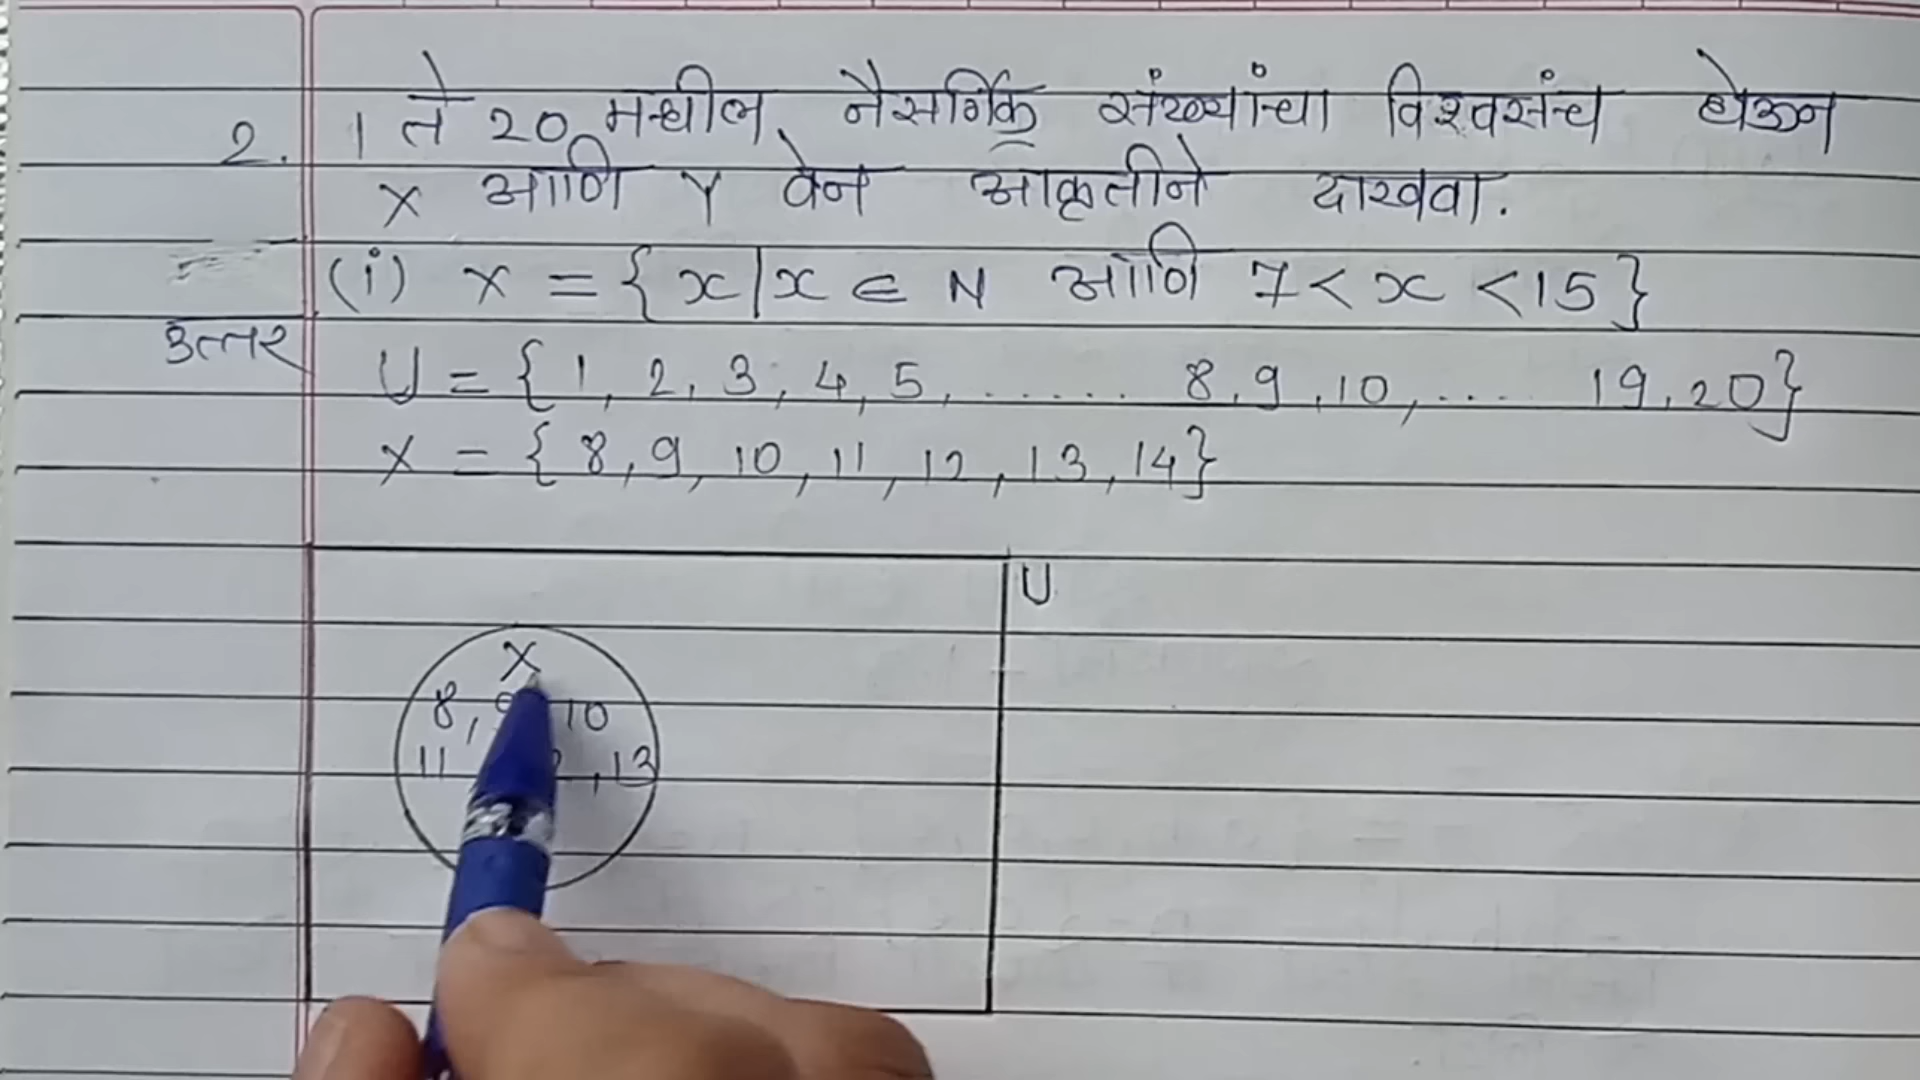 2. 1 ते 20 मधील नैसर्गिक संख्यांचा विश्वसंच घेऊन
X आणि Y वेन आकृतीने दाखवा.
(i) X = {x|x ∈ N आणि 7 < x < 15}
उत्तर U = {1, 2, 3, 4, 5, ...... 8, 9, 10, .... 19, 20}
X = {8, 9, 10, 11, 12, 13, 14}
U
X
8, 10
11 , 13